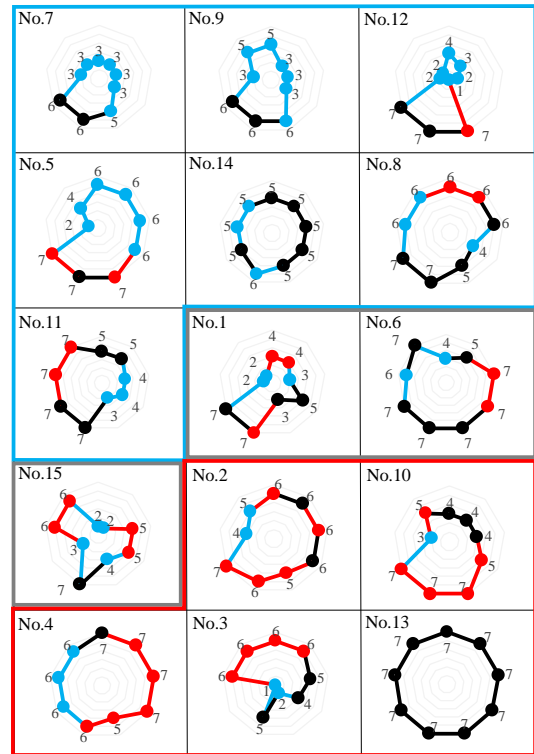 No.7
3 3 3 3 5 6 6 3 3
No.9
5 3 3 3 6 6 6 3 5
No.12
4 3 2 1 7 7 7 2 2
No.5
6 6 6 6 7 7 7 2 4
No.14
5 5 5 5 5 6 5 5 5
No.8
6 6 6 4 5 7 7 6 6
No.11
5 5 4 4 3 7 7 7 7
No.1
4 4 3 5 3 7 7 2 2
No.6
4 5 7 7 7 7 7 6 7
No.15
2 2 5 5 4 7 3 6 6
No.2
6 6 6 6 5 6 7 4 5
No.10
4 4 4 5 7 7 7 3 5
No.4
7 7 7 7 5 6 6 6 6
No.3
6 6 5 4 2 5 1 6 6
No.13
7 7 7 7 7 7 7 7 7